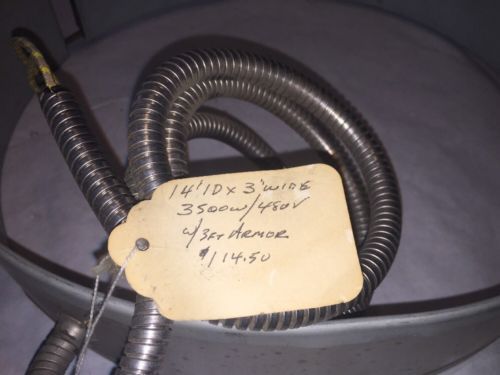 14" ID x 3" WIDE
3500W/480V
W/3FT ARMOR
$114.50